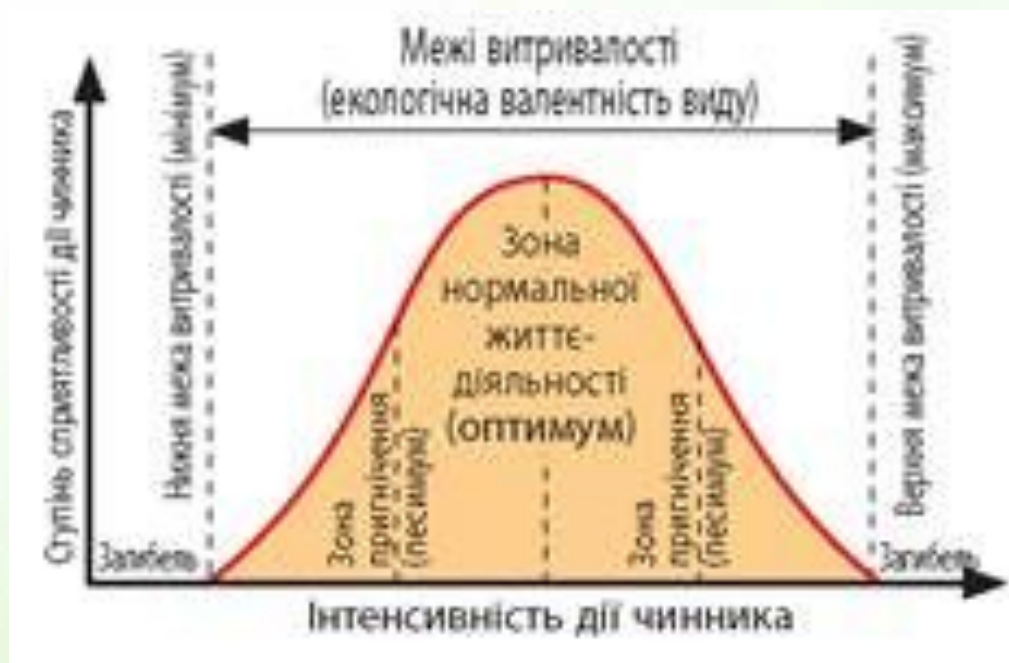 Межі витривалості
(екологічна валентність виду)
Ступінь сприятливості дії чинника
Нижня межа витривалості (мінімум)
Верхня межа витривалості (максимум)
Зона
нормальної
життє-
діяльності
(оптимум)
Зона
пригнічення
(песимум)
Зона
пригнічення
(песимум)
Загибель
Загибель
Інтенсивність дії чинника